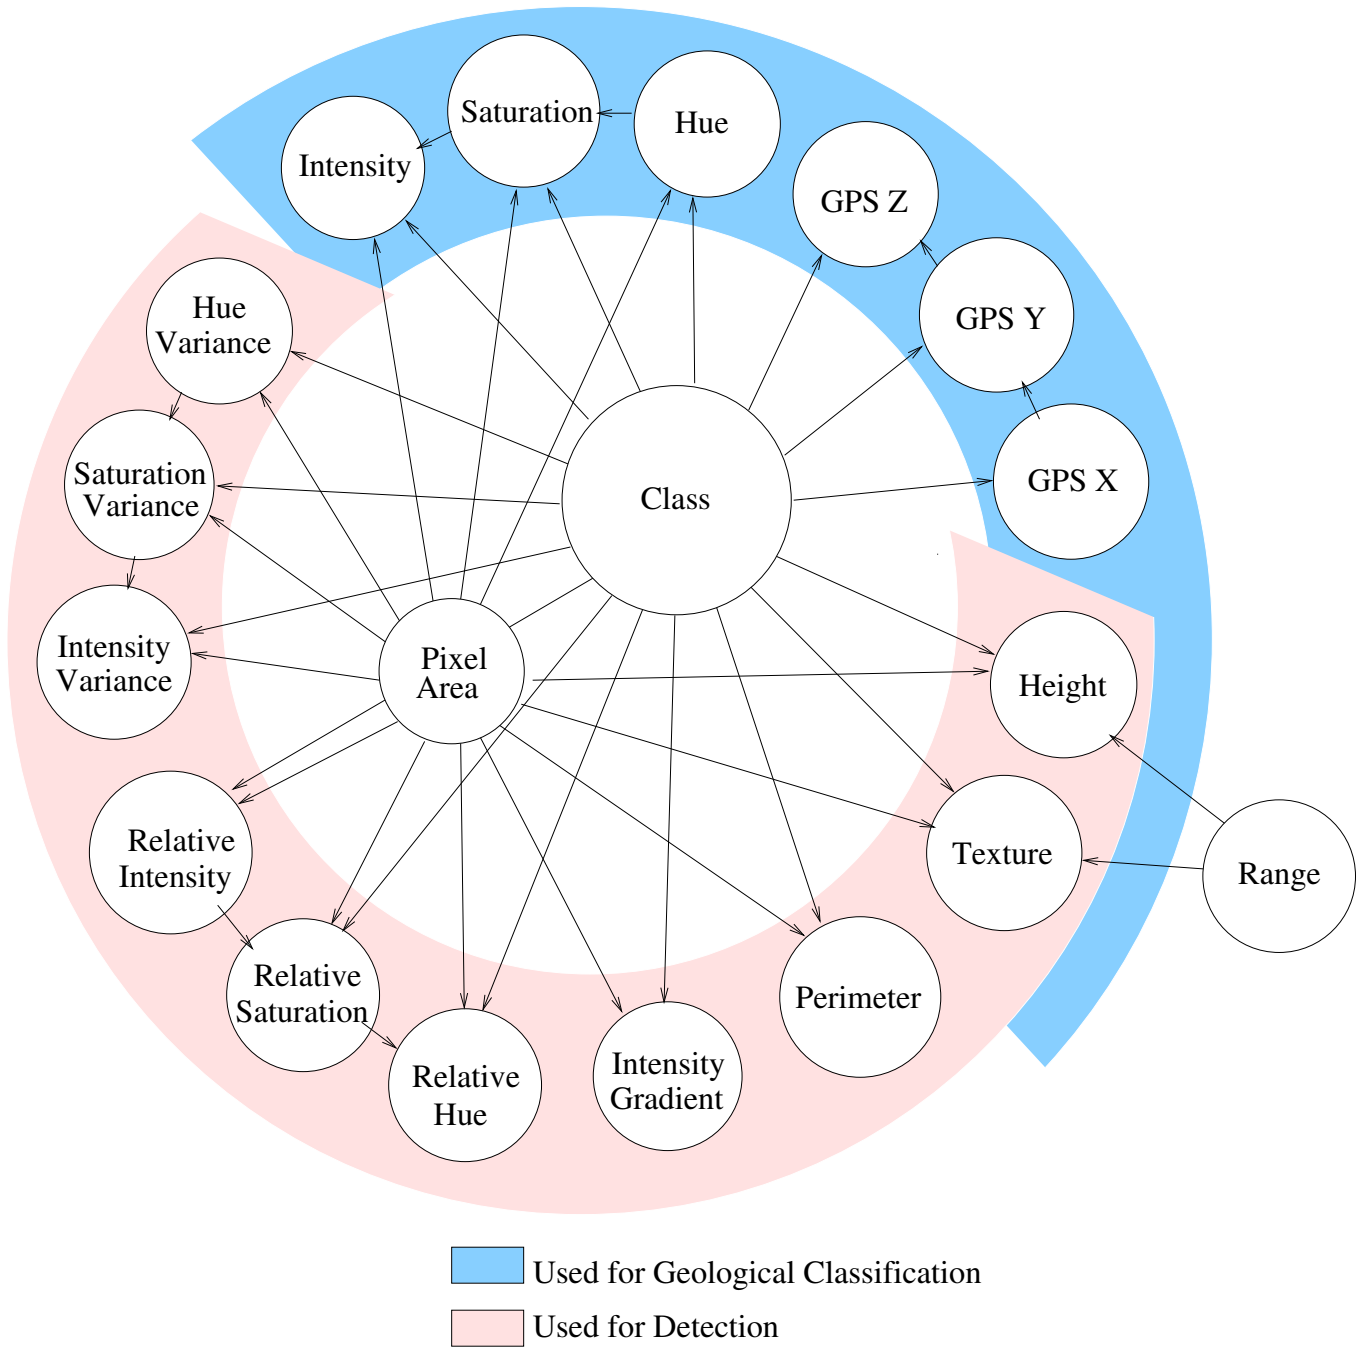 Saturation
Hue
Intensity
GPS Z
Hue
Variance
GPS Y
Saturation
Variance
Class
GPS X
Intensity
Variance
Pixel
Area
Height
Relative
Intensity
Texture
Range
Relative
Saturation
Perimeter
Relative
Hue
Intensity
Gradient
Used for Geological Classification
Used for Detection